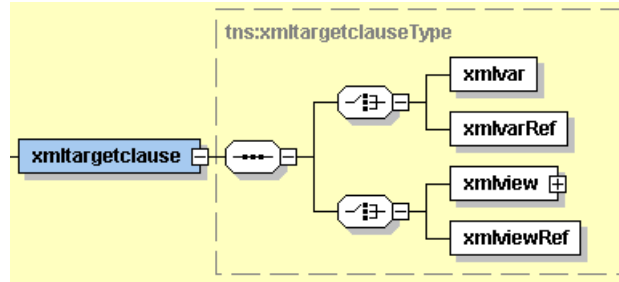 tns:xmltargetclauseType
xmlvar
xmltargetclause
xmlvarRef
xmlview
xmlviewRef